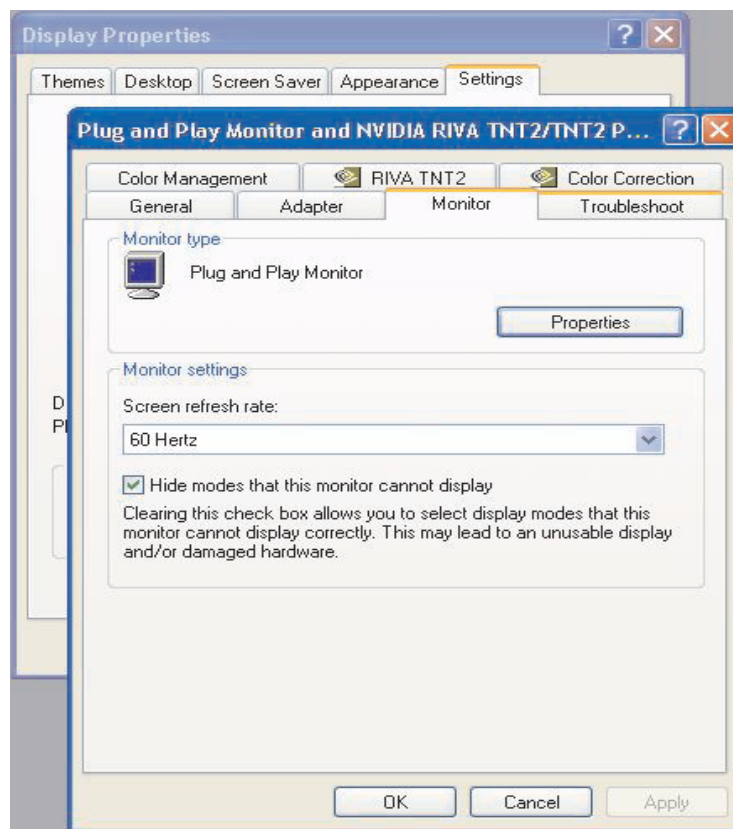 Display Properties
Themes Desktop Screen Saver Appearance Settings
Plug and Play Monitor and NVIDIA RIVA TNT2/TNT2 P...
Color Management RIVA TNT2 Color Correction
General Adapter Monitor Troubleshoot
Monitor type
Plug and Play Monitor
Properties
Monitor settings
D
Screen refresh rate:
Pl
60 Hertz
Hide modes that this monitor cannot display
Clearing this check box allows you to select display modes that this
monitor cannot display correctly. This may lead to an unusable display
and/or damaged hardware.
OK Cancel Apply